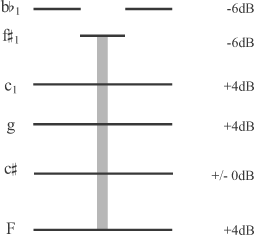 b♭₁ -6dB
f♯₁ -6dB
c₁ +4dB
g +4dB
c♯ +/- 0dB
F +4dB